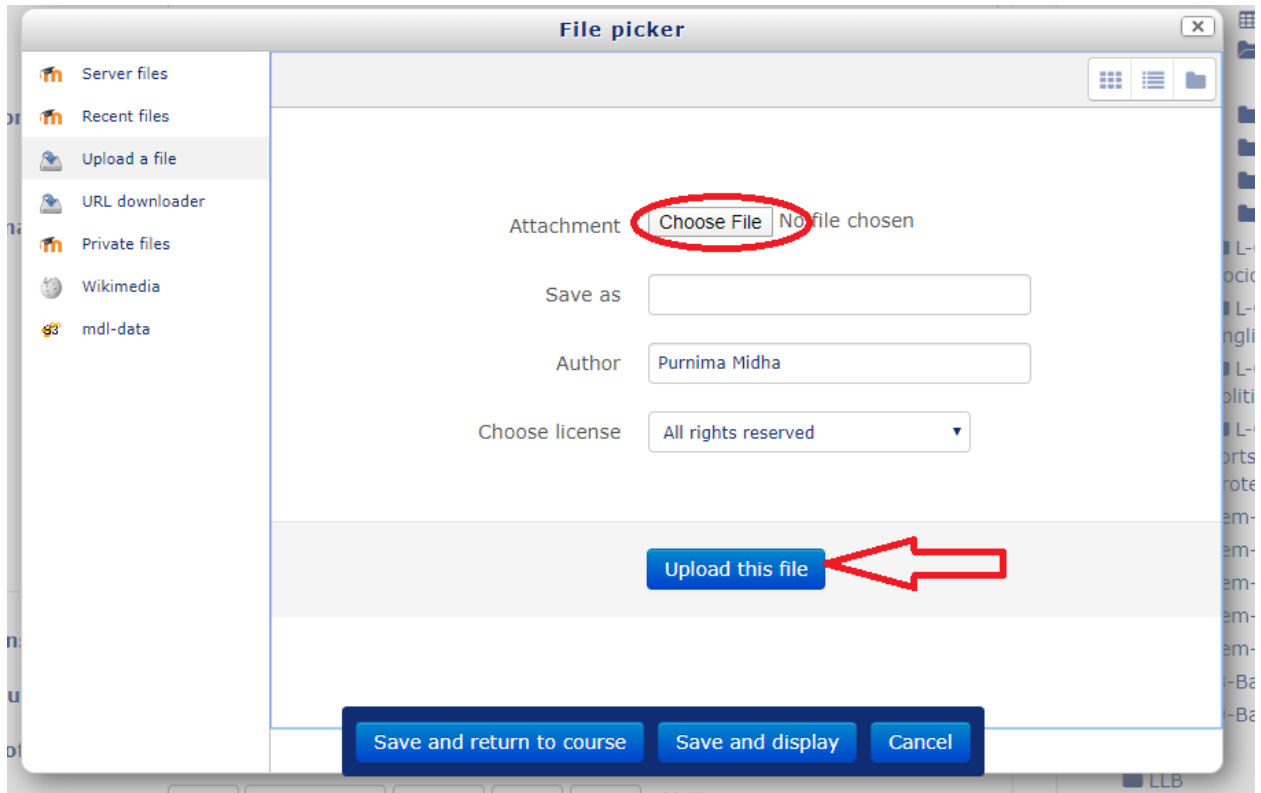 File picker
Server files
Recent files
Upload a file
URL downloader
Private files
Wikimedia
mdl-data
Attachment Choose File No file chosen
Save as
Author Purnima Midha
Choose license All rights reserved
Upload this file
Save and return to course Save and display Cancel
LLB